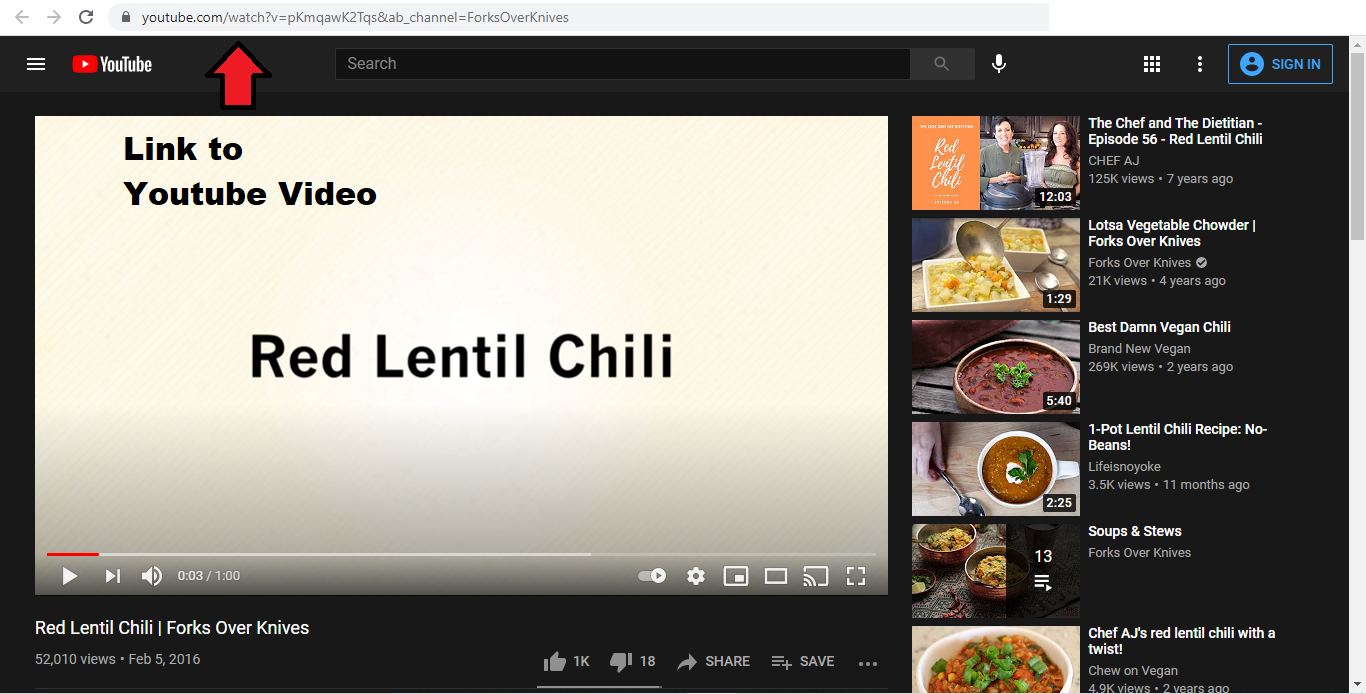 youtube.com/watch?v=pKmqawK2Tqs&ab_channel=ForksOverKnives
YouTube
Search
SIGN IN
Link to
Youtube Video
Red Lentil Chili
0:03 / 1:00
Red Lentil Chili | Forks Over Knives
52,010 views • Feb 5, 2016
1K
18
SHARE
SAVE
THE CHEF AND THE DIETITIAN
Red
Lentil
Chili
EPISODE 56
12:03
The Chef and The Dietitian -
Episode 56 - Red Lentil Chili
CHEF AJ
125K views • 7 years ago
1:29
Lotsa Vegetable Chowder |
Forks Over Knives
Forks Over Knives
21K views • 4 years ago
5:40
Best Damn Vegan Chili
Brand New Vegan
269K views • 2 years ago
2:25
1-Pot Lentil Chili Recipe: No-
Beans!
Lifeisnoyoke
3.5K views • 11 months ago
13
Soups & Stews
Forks Over Knives
Chef AJ's red lentil chili with a
twist!
Chew on Vegan
4.9K views • 2 years ago